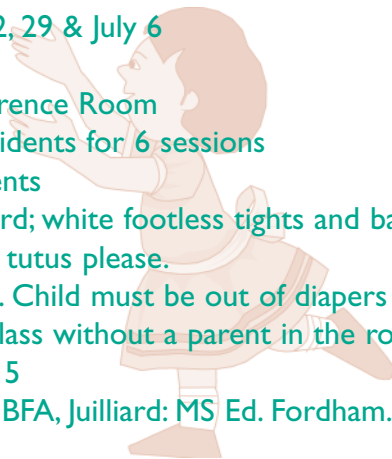 2, 29 & July 6
rence Room
idents for 6 sessions
ents
rd; white footless tights and ba
tutus please.
. Child must be out of diapers
lass without a parent in the ro
5
BFA, Juilliard: MS Ed. Fordham.